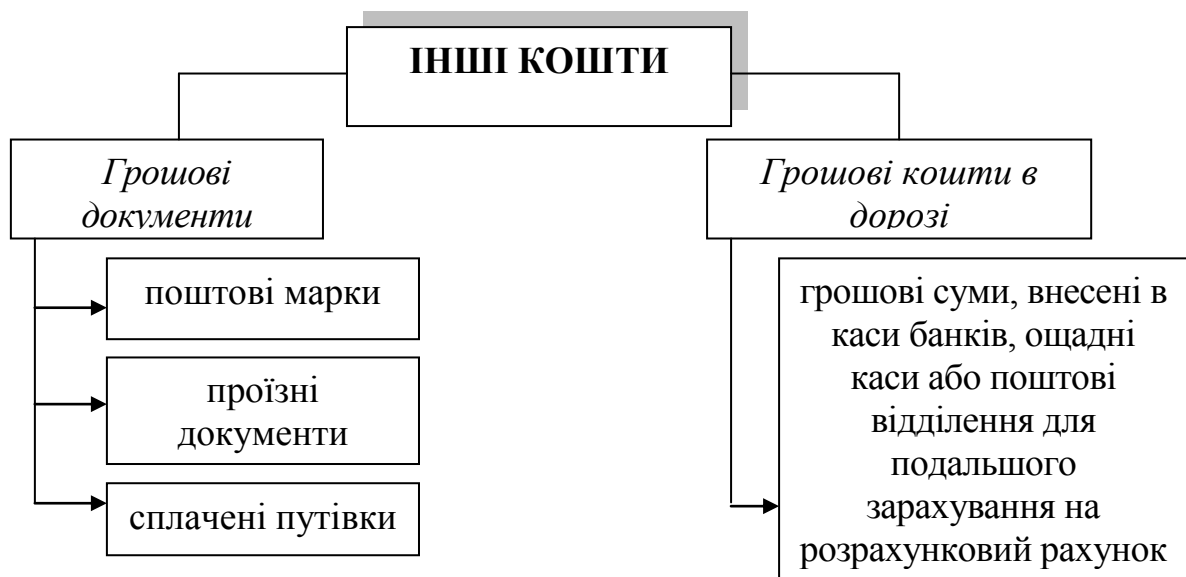 ІНШІ КОШТИ
Грошові
документи
Грошові кошти в
дорозі
поштові марки
проїзні
документи
сплачені путівки
грошові суми, внесені в
каси банків, ощадні
каси або поштові
відділення для
подальшого
зарахування на
розрахунковий рахунок